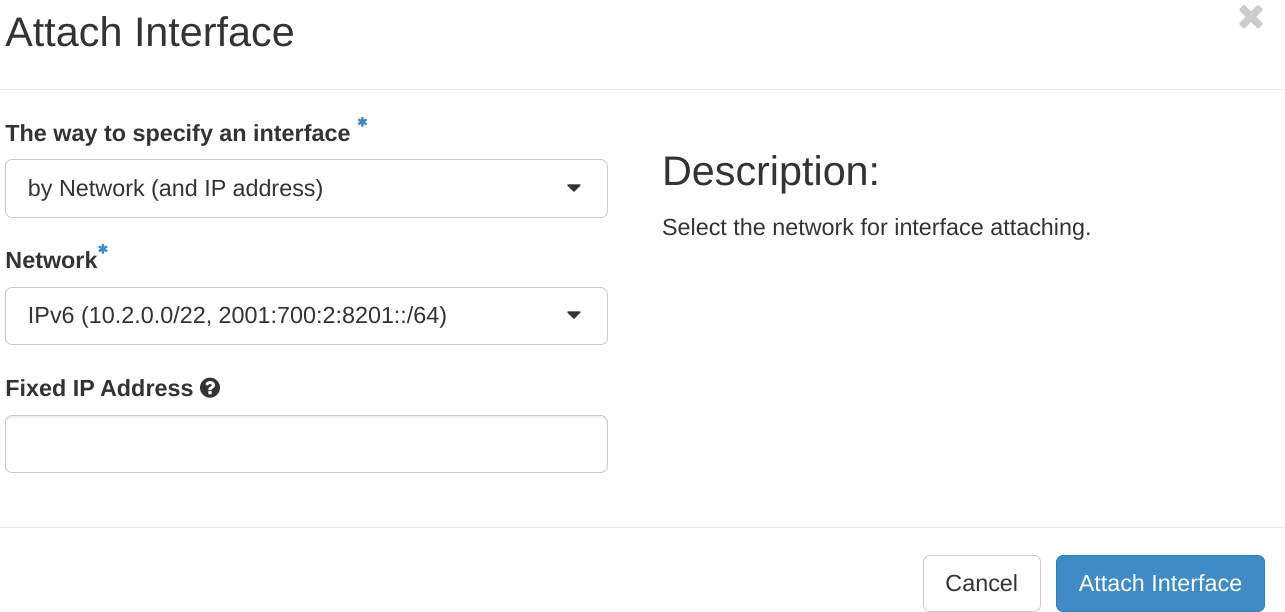 Attach Interface
The way to specify an interface *
by Network (and IP address)
Network*
IPv6 (10.2.0.0/22, 2001:700:2:8201::/64)
Fixed IP Address
Description:
Select the network for interface attaching.
Cancel
Attach Interface